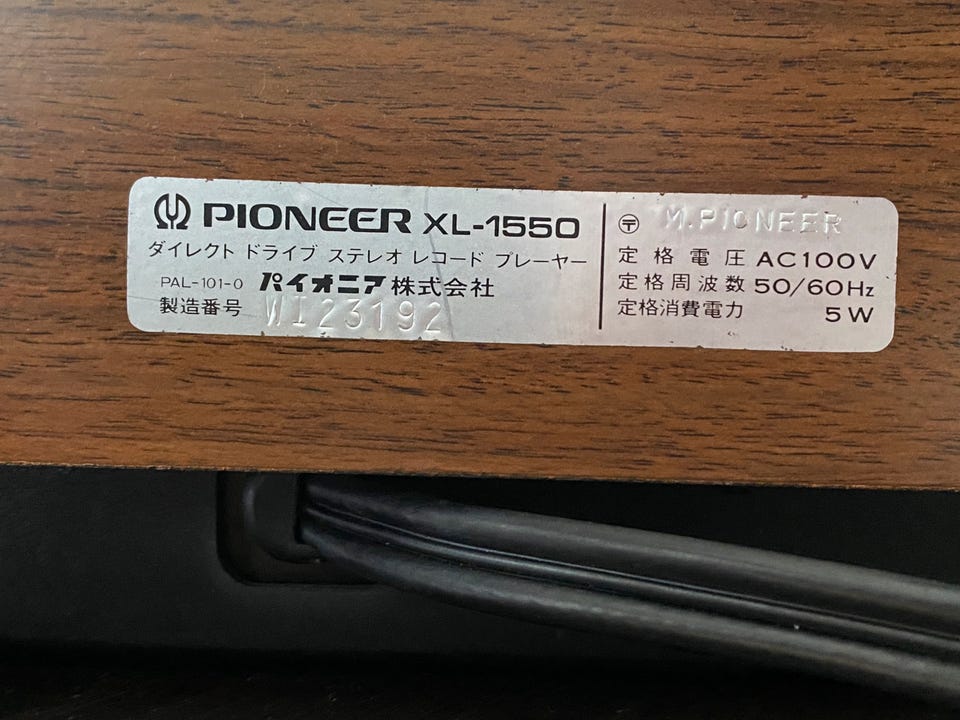 PIONEER XL-1550
ダイレクト ドライブ ステレオ レコード プレーヤー
PAL-101-0 パイオニア株式会社
製造番号 WI23192
〒 M.PIONEER
定格電圧 AC100V
定格周波数 50/60Hz
定格消費電力 5W